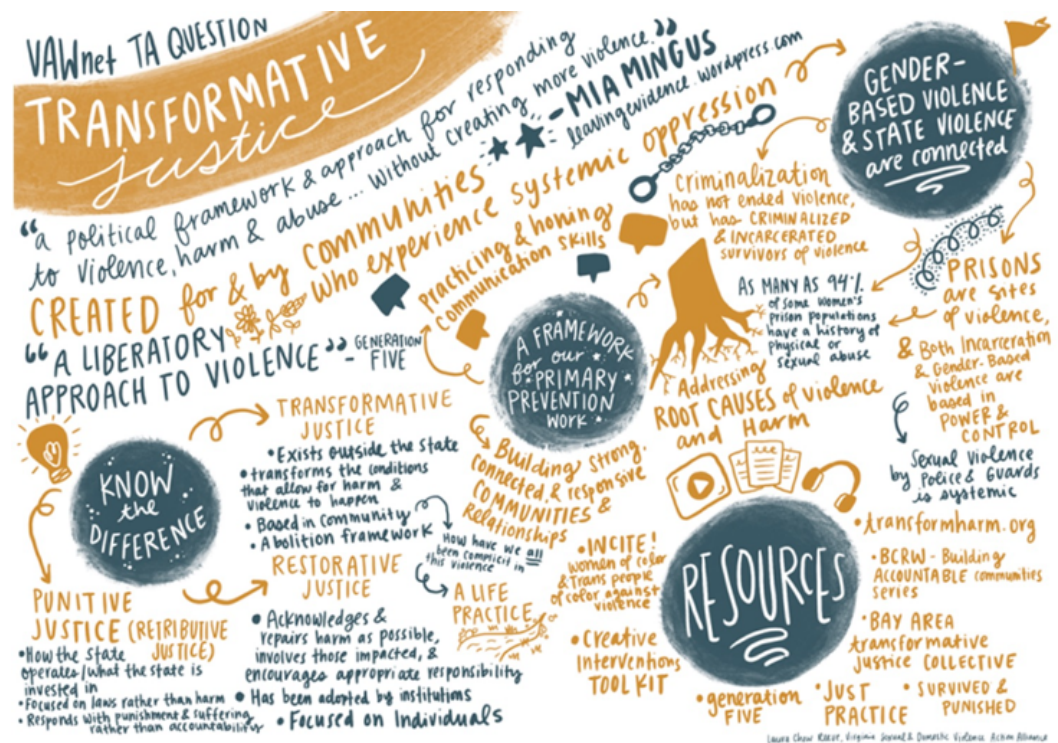 VAWnet TA QUESTION
TRANSFORMATIVE
justice
"a political framework & approach for responding
to violence, harm & abuse... without creating more violence."
- MIA MINGUS
leavingevidence.wordpress.com
CREATED for & by communities
who experience systemic oppression
"A LIBERATORY
APPROACH TO VIOLENCE"
- GENERATION
FIVE
GENDER-
BASED VIOLENCE
& STATE VIOLENCE
are connected
Criminalization
has not ended violence,
but has CRIMINALIZED
& INCARCERATED
survivors of violence
AS MANY AS 94%
of some women's
prison populations
have a history of
physical or
sexual abuse
PRISONS
are sites
of violence,
& Both Incarceration
& Gender-Based
violence are
based in
POWER &
CONTROL
Sexual violence
by Police & Guards
is systemic
A FRAMEWORK
for our
PRIMARY
PREVENTION
WORK
Practicing & honing
communication skills
Addressing
ROOT CAUSES of violence
and Harm
Building strong,
connected, & responsive
COMMUNITIES &
Relationships
KNOW
the
DIFFERENCE
TRANSFORMATIVE
JUSTICE
• Exists outside the state
• transforms the conditions
that allow for harm &
violence to happen
• Based in Community
• Abolition framework
How have we all
been complicit in
this violence
A LIFE
PRACTICE
RESTORATIVE
JUSTICE
• Acknowledges &
repairs harm as possible,
involves those impacted, &
encourages appropriate responsibility
• Has been adopted by institutions
• Focused on Individuals
PUNITIVE
JUSTICE (RETRIBUTIVE
JUSTICE)
• How the state
operates/what the state is
invested in
• Focused on laws rather than harm
• Responds with punishment & suffering
rather than accountability
RESOURCES
• INCITE!
women of color
& Trans people
of color against
violence
• Creative
Interventions
TOOL KIT
• generation
FIVE
• JUST
PRACTICE
• SURVIVED &
PUNISHED
• transformharm.org
• BCRW - Building
ACCOUNTABLE communities
series
• BAY AREA
transformative
Justice COLLECTIVE
Laura Chow Reeve, Virginia Sexual & Domestic Violence Action Alliance